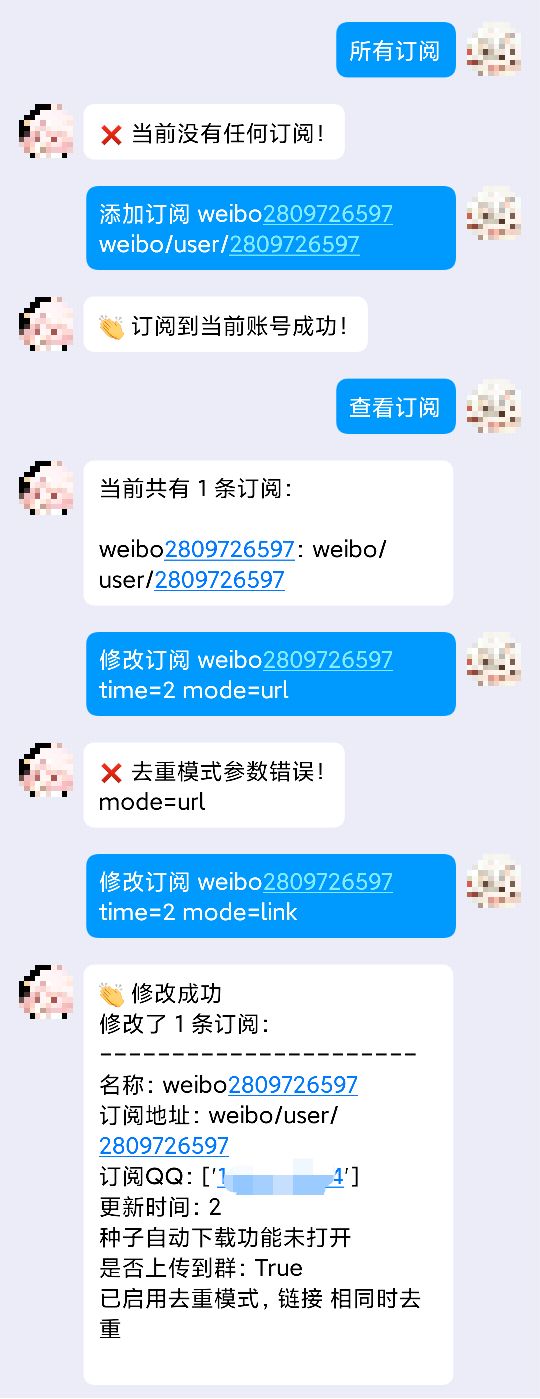 所有订阅
❌ 当前没有任何订阅！
添加订阅 weibo2809726597
weibo/user/2809726597
👏 订阅到当前账号成功！
查看订阅
当前共有 1 条订阅：
weibo2809726597：weibo/
user/2809726597
修改订阅 weibo2809726597
time=2 mode=url
❌ 去重模式参数错误！
mode=url
修改订阅 weibo2809726597
time=2 mode=link
👏 修改成功
修改了 1 条订阅：
----------------------
名称：weibo2809726597
订阅地址：weibo/user/
2809726597
订阅QQ：['1 4']
更新时间：2
种子自动下载功能未打开
是否上传到群：True
已启用去重模式，链接 相同时去
重